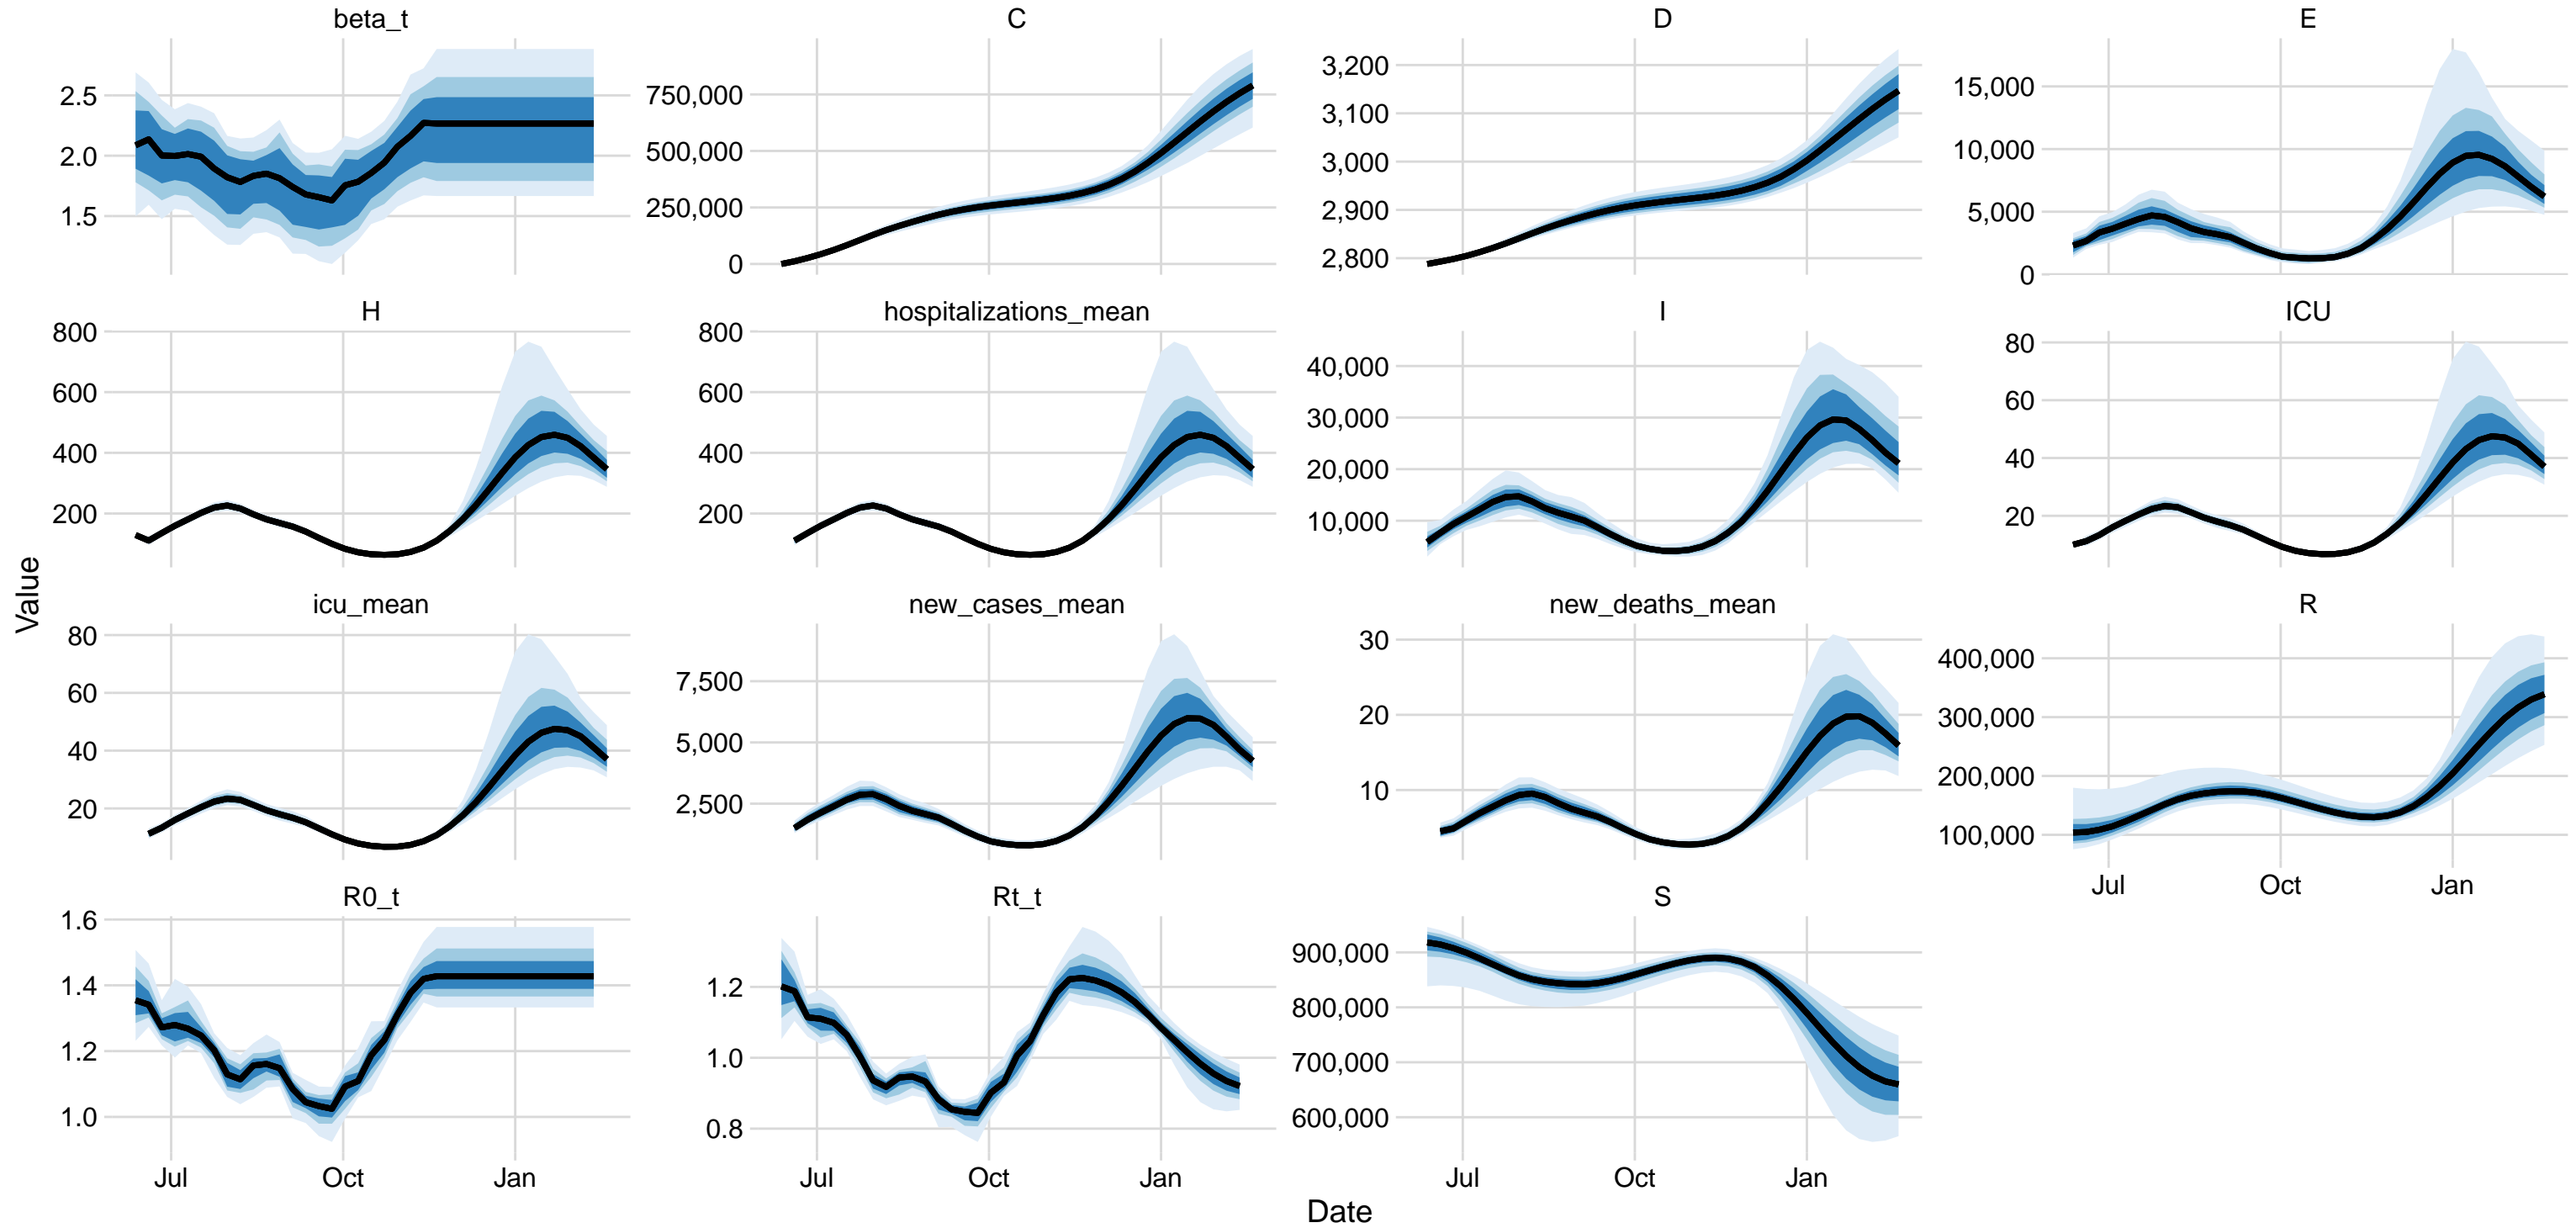 beta_t
C
D
E
2.5
2.0
1.5
750,000
500,000
250,000
0
3,200
3,100
3,000
2,900
2,800
15,000
10,000
5,000
0
H
hospitalizations_mean
I
ICU
800
600
400
200
800
600
400
200
40,000
30,000
20,000
10,000
80
60
40
20
Value
icu_mean
new_cases_mean
new_deaths_mean
R
80
60
40
20
7,500
5,000
2,500
30
20
10
400,000
300,000
200,000
100,000
Jul Oct Jan
R0_t
Rt_t
S
1.6
1.4
1.2
1.0
1.2
1.0
0.8
900,000
800,000
700,000
600,000
Jul Oct Jan
Jul Oct Jan
Jul Oct Jan
Date